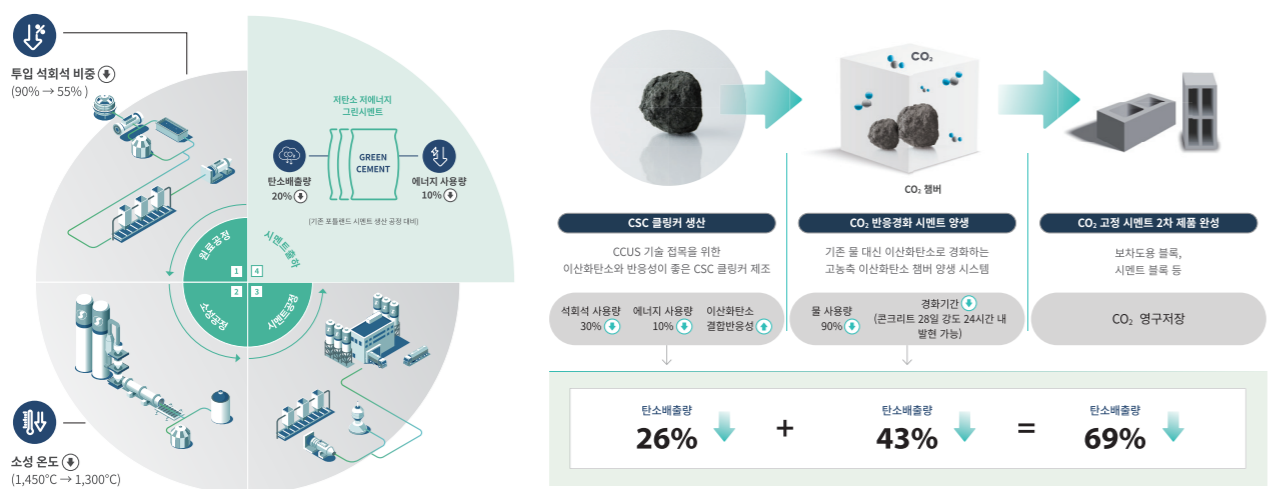 투입 석회석 비중
(90% → 55% )
저탄소 저에너지
그린시멘트
GREEN
CEMENT
CO₂
탄소배출량
20%
에너지 사용량
10%
(기존 포틀랜드 시멘트 생산 공정 대비)
원료공정
1
시멘트출하
4
소성공정
2
시멘트공정
3
소성 온도
(1,450°C → 1,300°C)
CO₂
CO₂ 챔버
CSC 클링커 생산
CCUS 기술 접목을 위한
이산화탄소와 반응성이 좋은 CSC 클링커 제조
석회석 사용량
30%
에너지 사용량
10%
이산화탄소
결합반응성
CO₂ 반응경화 시멘트 양생
기존 물 대신 이산화탄소로 경화하는
고농축 이산화탄소 챔버 양생 시스템
물 사용량
90%
경화기간
(콘크리트 28일 강도 24시간 내
발현 가능)
CO₂ 고정 시멘트 2차 제품 완성
보차도용 블록,
시멘트 블록 등
CO₂ 영구저장
탄소배출량
26%
+
탄소배출량
43%
=
탄소배출량
69%